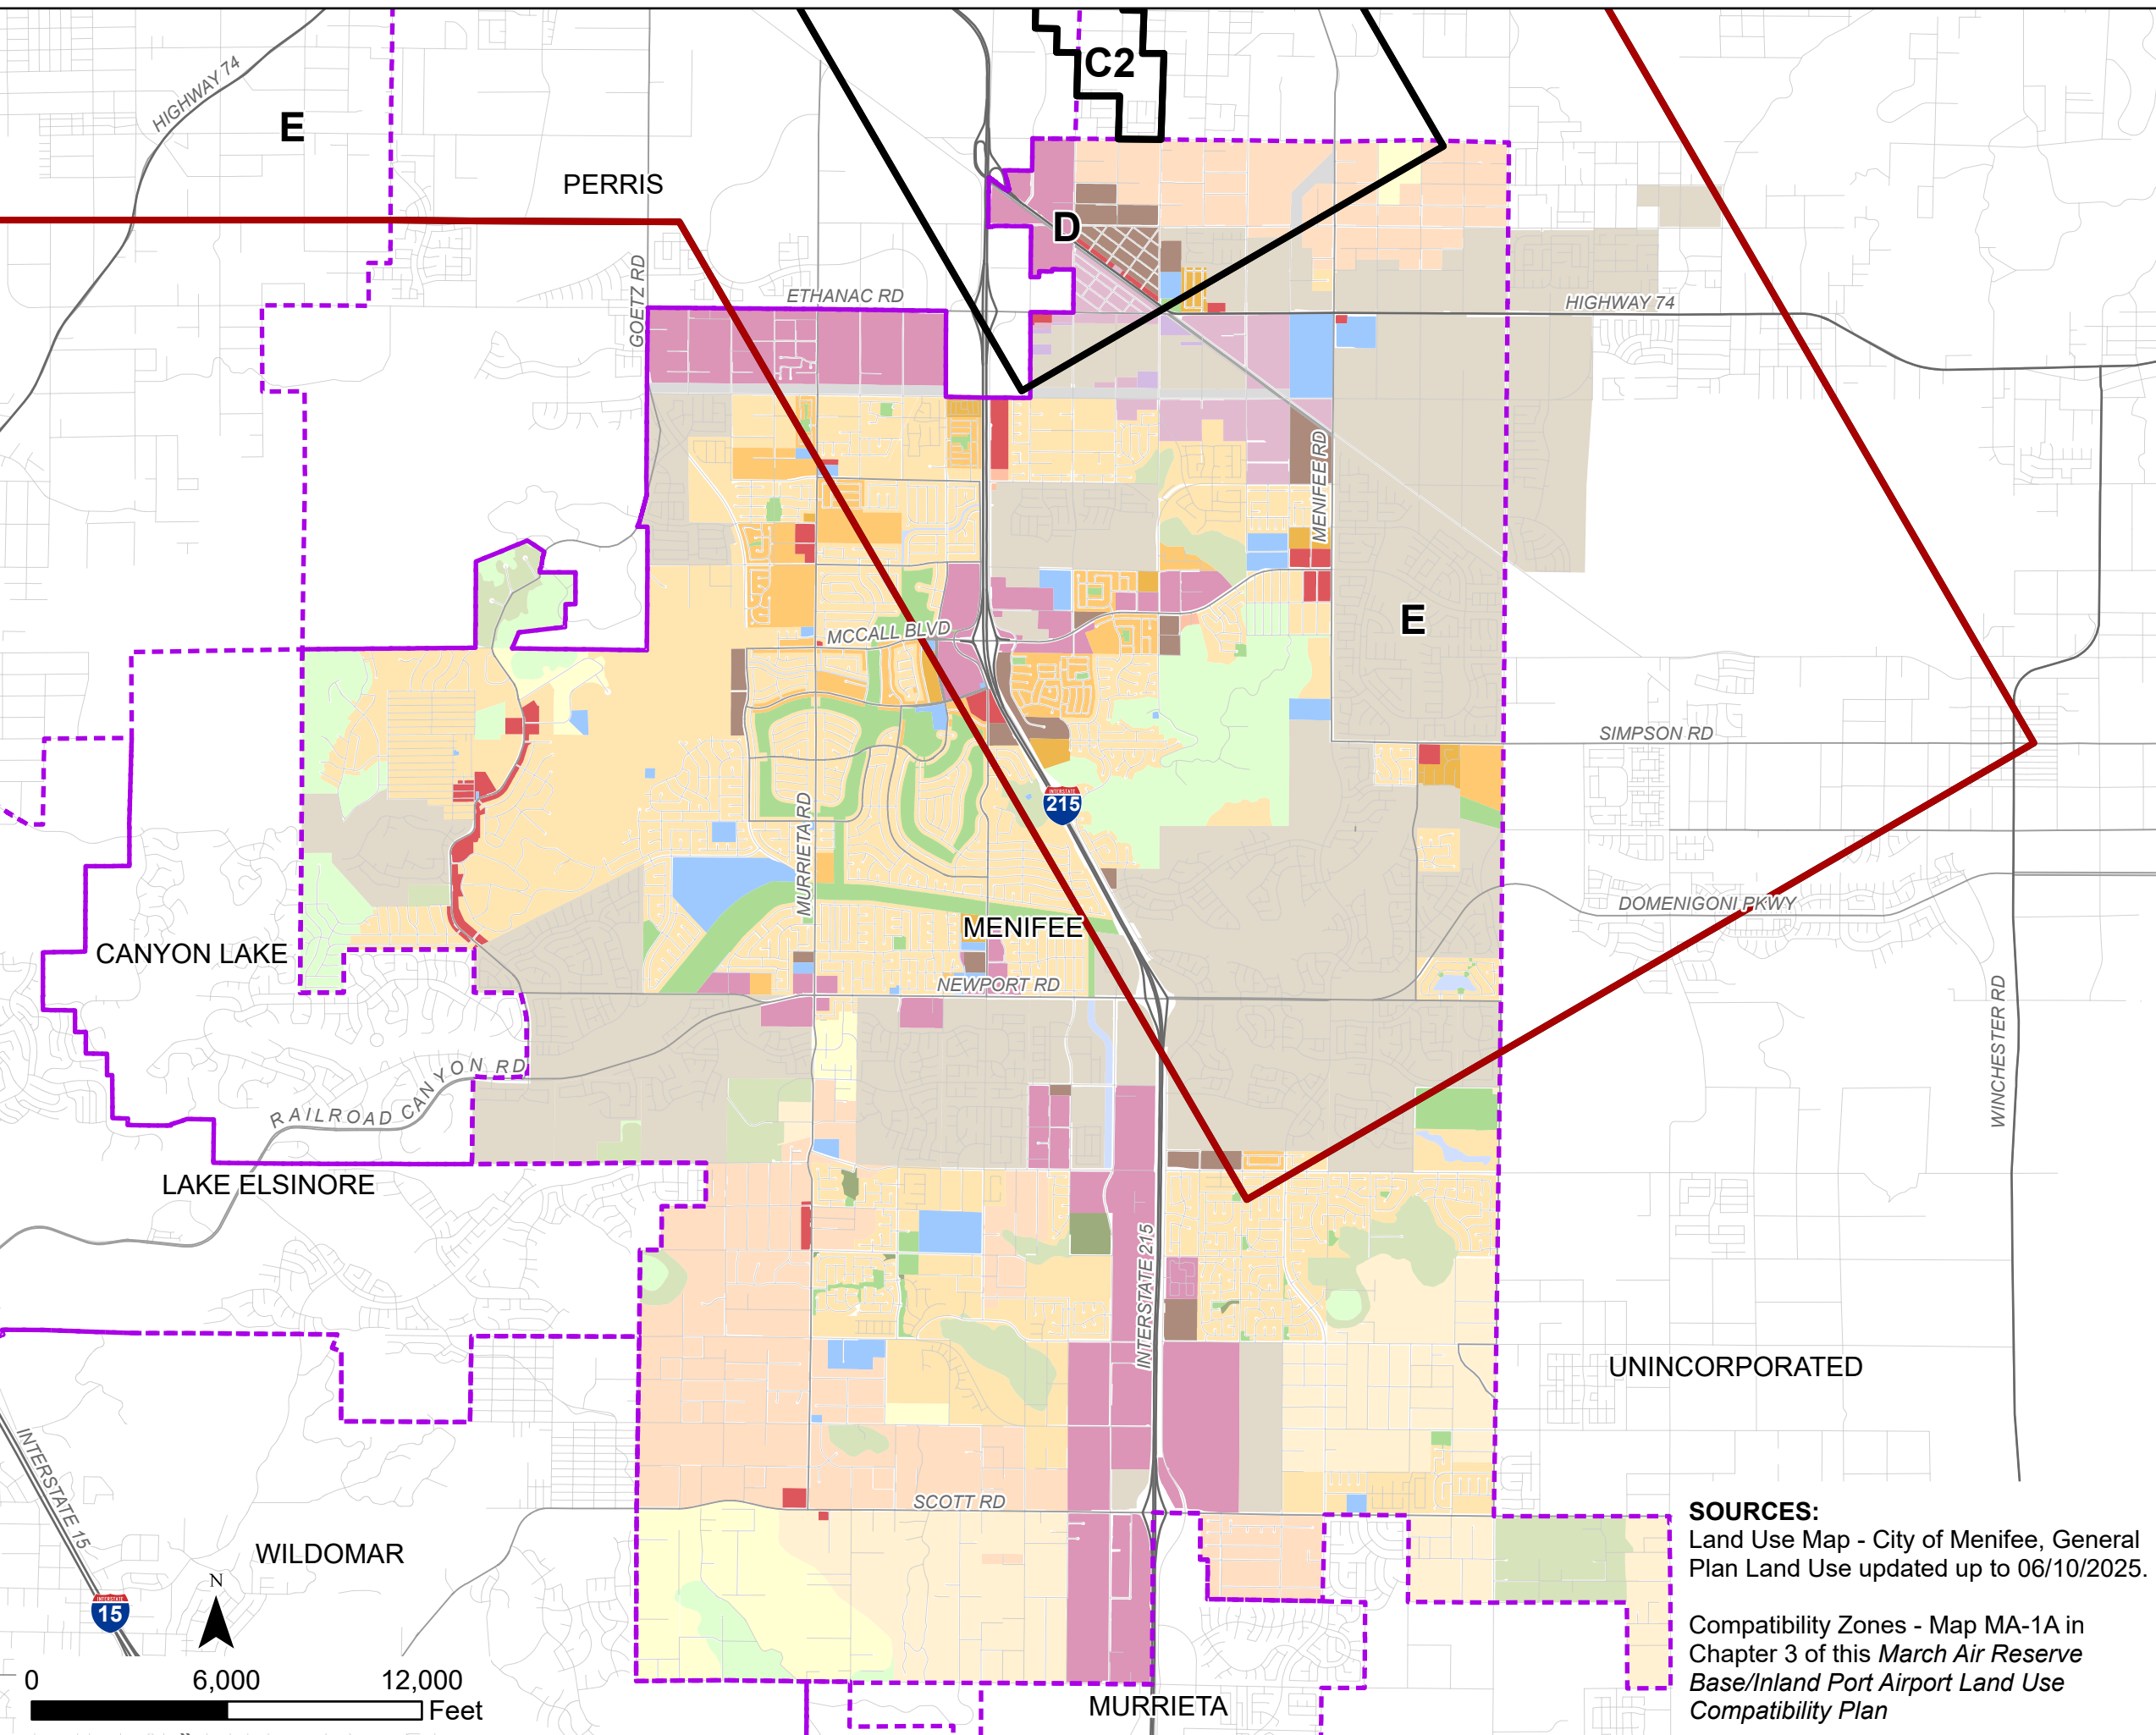 C2
HIGHWAY 74
E
PERRIS
D
GOETZ RD
ETHANAC RD
HIGHWAY 74
MENIFEE RD
MCCALL BLVD
E
SIMPSON RD
INTERSTATE
215
MURRIETA RD
DOMENIGONI PKWY
MENIFEE
CANYON LAKE
NEWPORT RD
WINCHESTER RD
RAILROAD CANYON RD
LAKE ELSINORE
INTERSTATE 215
UNINCORPORATED
INTERSTATE 15
SCOTT RD
WILDOMAR
N
INTERSTATE
15
0 6,000 12,000
Feet
MURRIETA
SOURCES:
Land Use Map - City of Menifee, General
Plan Land Use updated up to 06/10/2025.
Compatibility Zones - Map MA-1A in
Chapter 3 of this March Air Reserve
Base/Inland Port Airport Land Use
Compatibility Plan